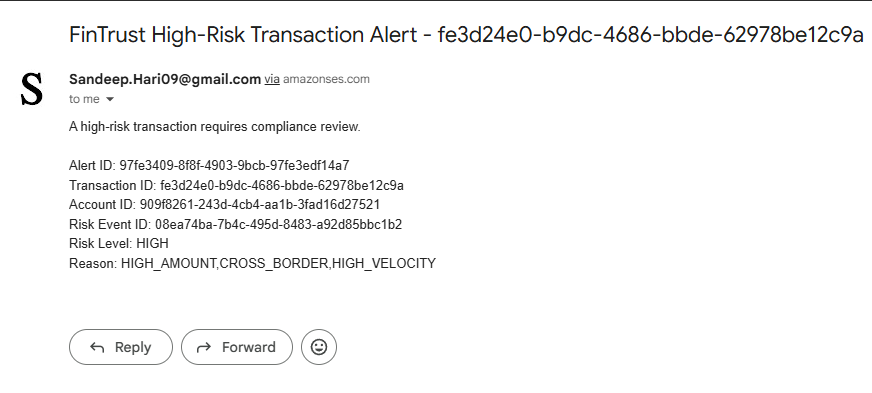 FinTrust High-Risk Transaction Alert - fe3d24e0-b9dc-4686-bbde-62978be12c9a
S
Sandeep.Hari09@gmail.com via amazonses.com
to me
A high-risk transaction requires compliance review.
Alert ID: 97fe3409-8f8f-4903-9bcb-97fe3edf14a7
Transaction ID: fe3d24e0-b9dc-4686-bbde-62978be12c9a
Account ID: 909f8261-243d-4cb4-aa1b-3fad16d27521
Risk Event ID: 08ea74ba-7b4c-495d-8483-a92d85bbc1b2
Risk Level: HIGH
Reason: HIGH_AMOUNT,CROSS_BORDER,HIGH_VELOCITY
Reply Forward